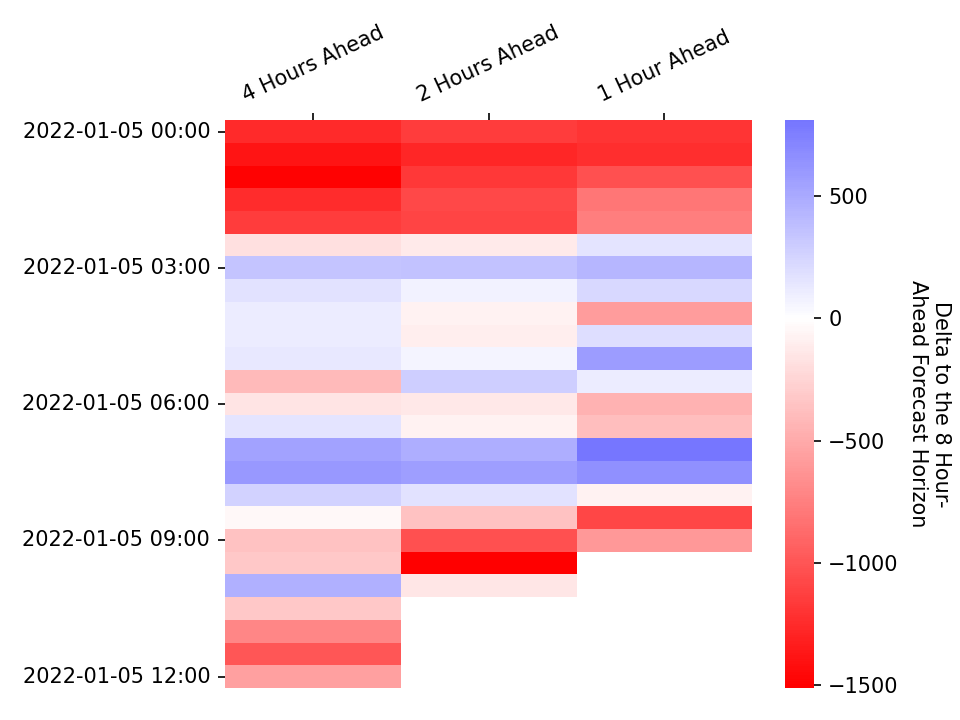 4 Hours Ahead
2 Hours Ahead
1 Hour Ahead
2022-01-05 00:00
2022-01-05 03:00
2022-01-05 06:00
2022-01-05 09:00
2022-01-05 12:00
500
0
−500
−1000
−1500
Delta to the 8 Hour-
Ahead Forecast Horizon